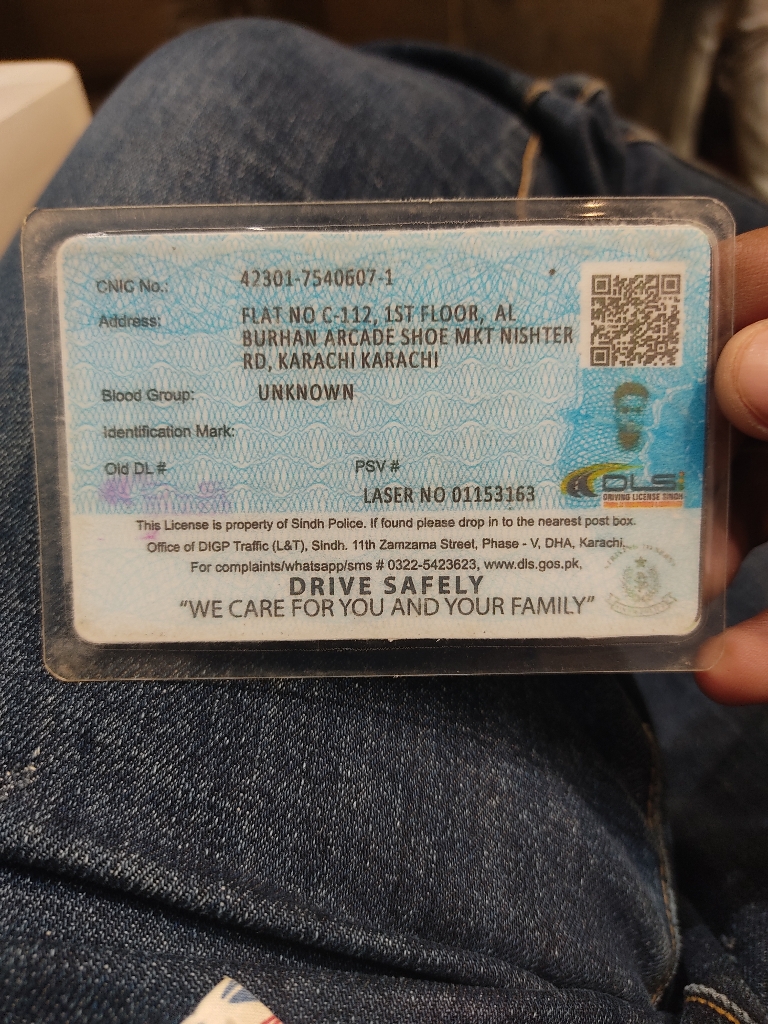 CNIC No.: 42301-7540607-1
Address: FLAT NO C-112, 1ST FLOOR, AL
BURHAN ARCADE SHOE MKT NISHTER
RD, KARACHI KARACHI
Blood Group: UNKNOWN
Identification Mark:
Old DL # PSV #
LASER NO 01153163
DLS
DRIVING LICENSE SINDH
This License is property of Sindh Police. If found please drop in to the nearest post box.
Office of DIGP Traffic (L&T), Sindh. 11th Zamzama Street, Phase - V, DHA, Karachi.
For complaints/whatsapp/sms # 0322-5423623, www.dls.gos.pk,
DRIVE SAFELY
“WE CARE FOR YOU AND YOUR FAMILY”